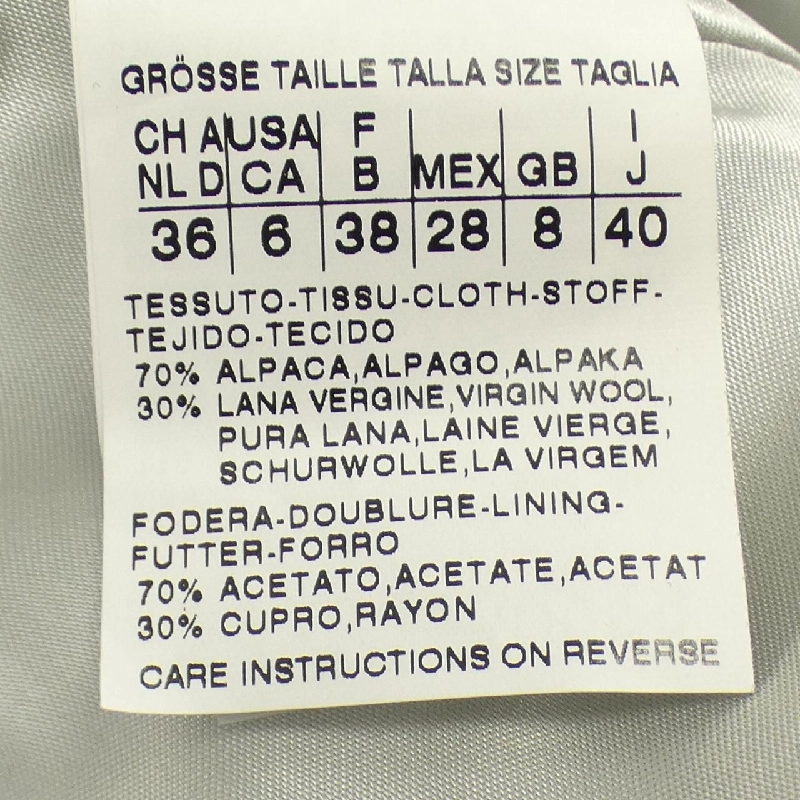 GRÖSSE TAILLE TALLA SIZE TAGLIA
CH A USA F I
NL D CA B MEX GB J
36 6 38 28 8 40
TESSUTO-TISSU-CLOTH-STOFF-
TEJIDO-TECIDO
70% ALPACA,ALPAGO,ALPAKA
30% LANA VERGINE,VIRGIN WOOL,
PURA LANA,LAINE VIERGE,
SCHURWOLLE,LA VIRGEM
FODERA-DOUBLURE-LINING-
FUTTER-FORRO
70% ACETATO,ACETATE,ACETAT
30% CUPRO,RAYON
CARE INSTRUCTIONS ON REVERSE